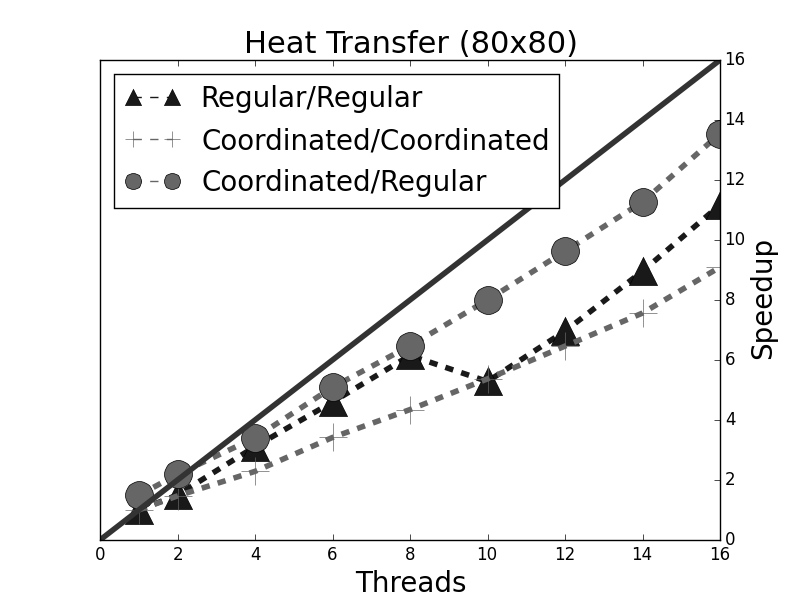 Heat Transfer (80x80)
Regular/Regular
Coordinated/Coordinated
Coordinated/Regular
16
14
12
10
8
6
4
2
0
Speedup
0 2 4 6 8 10 12 14 16
Threads